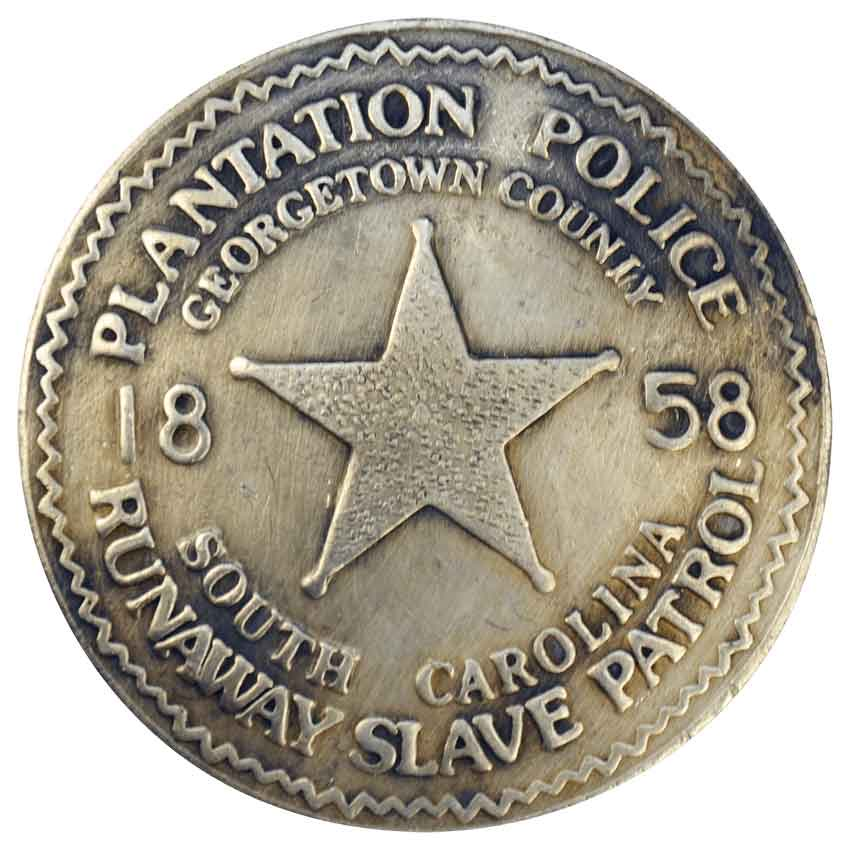 PLANTATION POLICE
GEORGETOWN COUNTY
18 58
SOUTH CAROLINA
RUNAWAY SLAVE PATROL